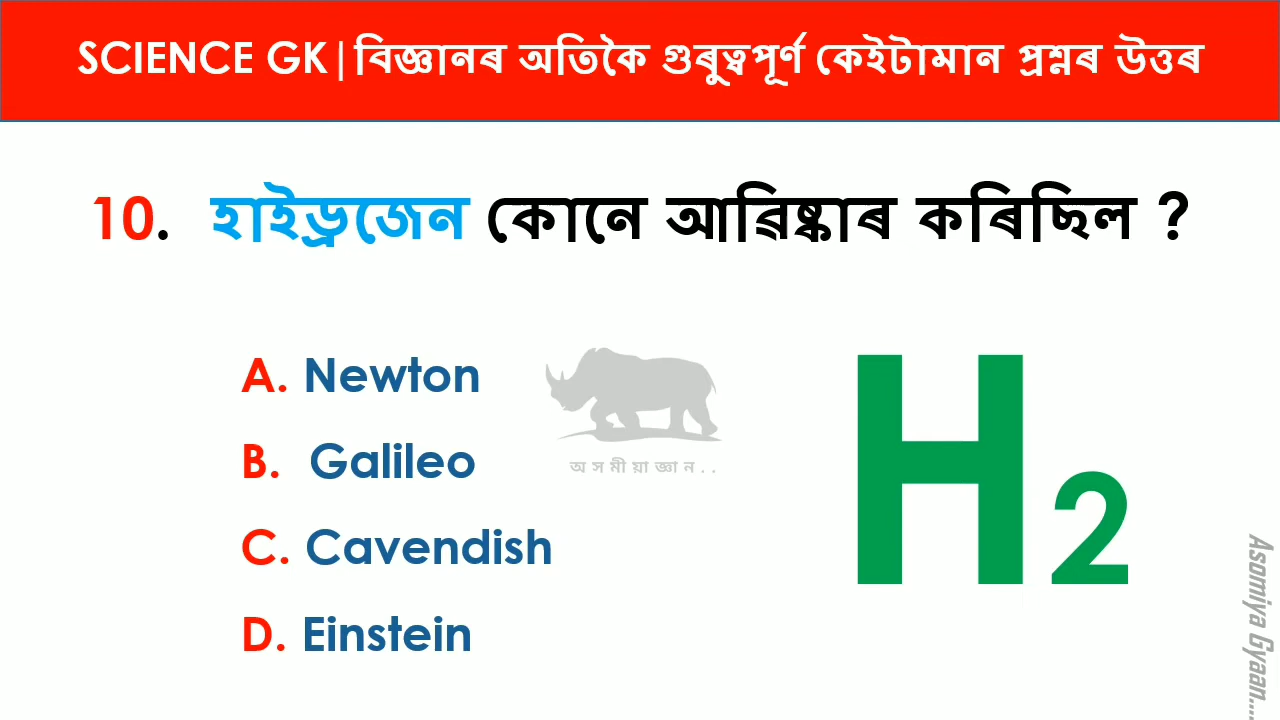 SCIENCE GK|বিজ্ঞানৰ অতিকৈ গুৰুত্বপূৰ্ণ কেইটামান প্ৰশ্নৰ উত্তৰ
10. হাইড্ৰজেন কোনে আৱিষ্কাৰ কৰিছিল ?
A. Newton
B. Galileo
C. Cavendish
D. Einstein
H2
অসমীয়া জ্ঞান..
Asomiya Gyaan....